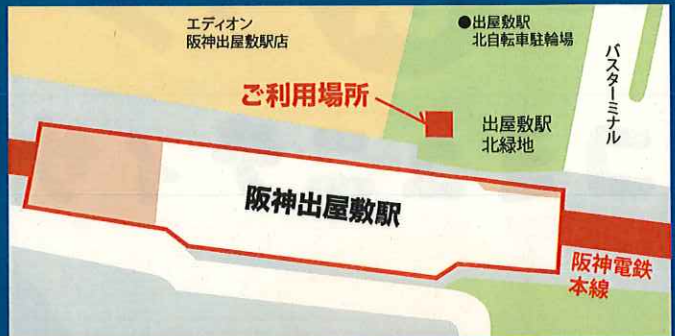 エディオン
阪神出屋敷駅店
●出屋敷駅
北自転車駐輪場
バスターミナル
ご利用場所
出屋敷駅
北緑地
阪神出屋敷駅
阪神電鉄
本線